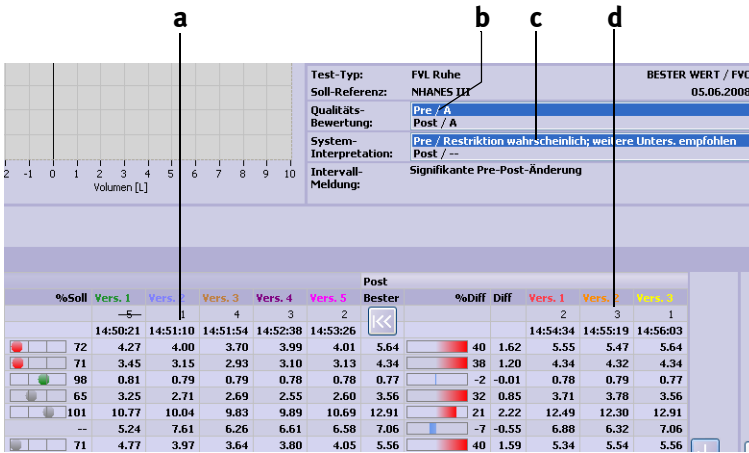 a b c d
Test-Typ: FVL Ruhe BESTER WERT / FVC
Soll-Referenz: NHANES III 05.06.2008
Qualitäts- Pre / A
Bewertung: Post / A
System- Pre / Restriktion wahrscheinlich; weitere Unters. empfohlen
Interpretation: Post / --
Intervall- Signifikante Pre-Post-Änderung
Meldung:
2 -1 0 1 2 3 4 5 6 7 8 9 10
Volumen [L]
Post
%Soll Vers. 1 Vers. 2 Vers. 3 Vers. 4 Vers. 5 Bester %Diff Diff Vers. 1 Vers. 2 Vers. 3
5 1 4 3 2 2 3 1
14:50:21 14:51:10 14:51:54 14:52:38 14:53:26 14:54:34 14:55:19 14:56:03
72 4.27 4.00 3.70 3.99 4.01 5.64 40 1.62 5.55 5.47 5.64
71 3.45 3.15 2.93 3.10 3.13 4.34 38 1.20 4.34 4.32 4.34
98 0.81 0.79 0.79 0.78 0.78 0.77 -2 -0.01 0.78 0.79 0.77
65 3.25 2.71 2.69 2.55 2.60 3.56 32 0.85 3.71 3.78 3.56
101 10.77 10.04 9.83 9.89 10.69 12.91 21 2.22 12.49 12.30 12.91
-- 5.24 7.61 6.26 6.61 6.58 7.06 -7 -0.55 6.88 6.32 7.06
71 4.77 3.97 3.64 3.80 4.05 5.56 40 1.59 5.34 5.54 5.56